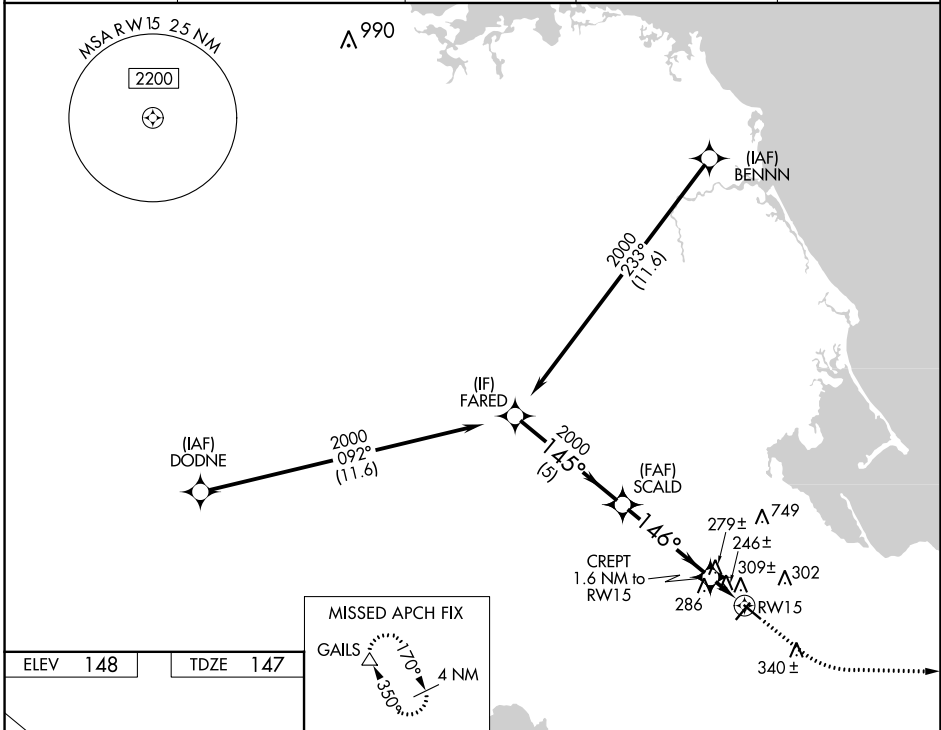 MSA RW 15 25 NM
2200
990
(IAF)
BENNN
2000
233°
(11.6)
(IF)
FARED
(IAF)
DODNE
2000
092°
(11.6)
2000
145°
(5)
(FAF)
SCALD
146°
749
279±
246±
309±
302
CREPT
1.6 NM to
RW15
286
RW15
340±
MISSED APCH FIX
GAILS
170°
350°
4 NM
ELEV 148
TDZE 147